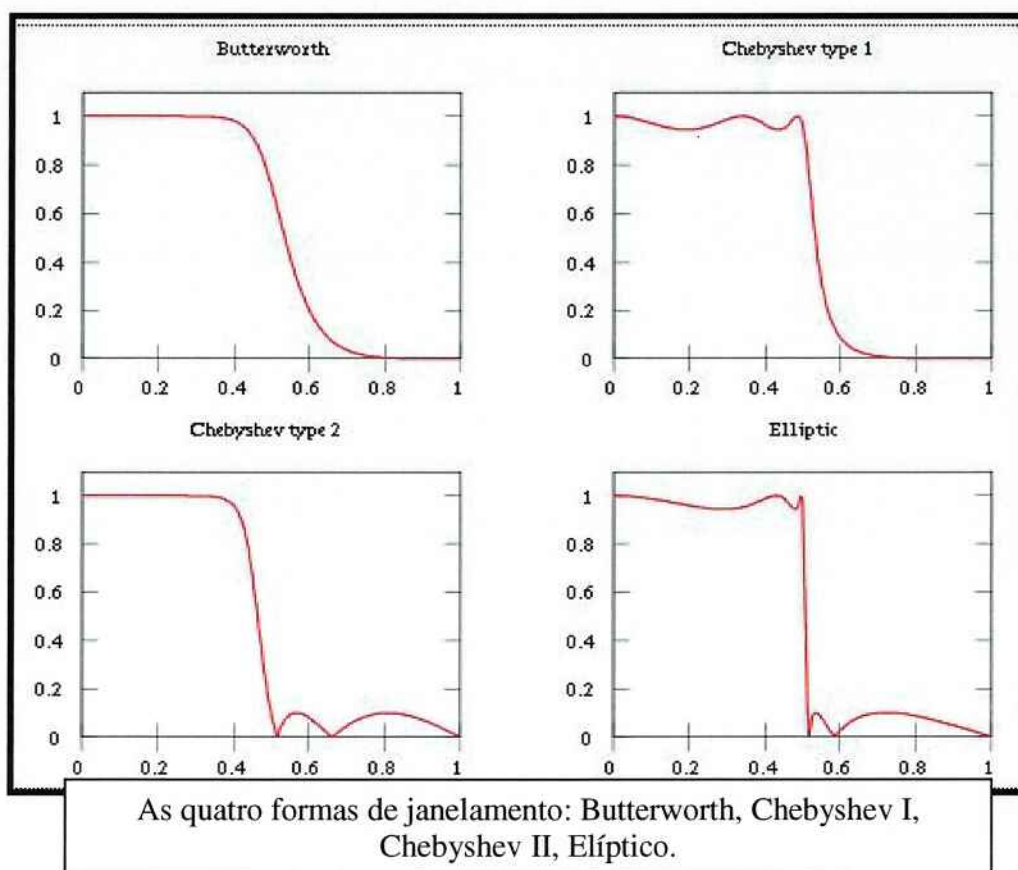 Butterworth
Chebyshev type 1
1
0.8
0.6
0.4
0.2
0
0 0.2 0.4 0.6 0.8 1
1
0.8
0.6
0.4
0.2
0
0 0.2 0.4 0.6 0.8 1
Chebyshev type 2
Elliptic
1
0.8
0.6
0.4
0.2
0
0 0.2 0.4 0.6 0.8 1
1
0.8
0.6
0.4
0.2
0
0 0.2 0.4 0.6 0.8 1
As quatro formas de janelamento: Butterworth, Chebyshev I,
Chebyshev II, Elíptico.